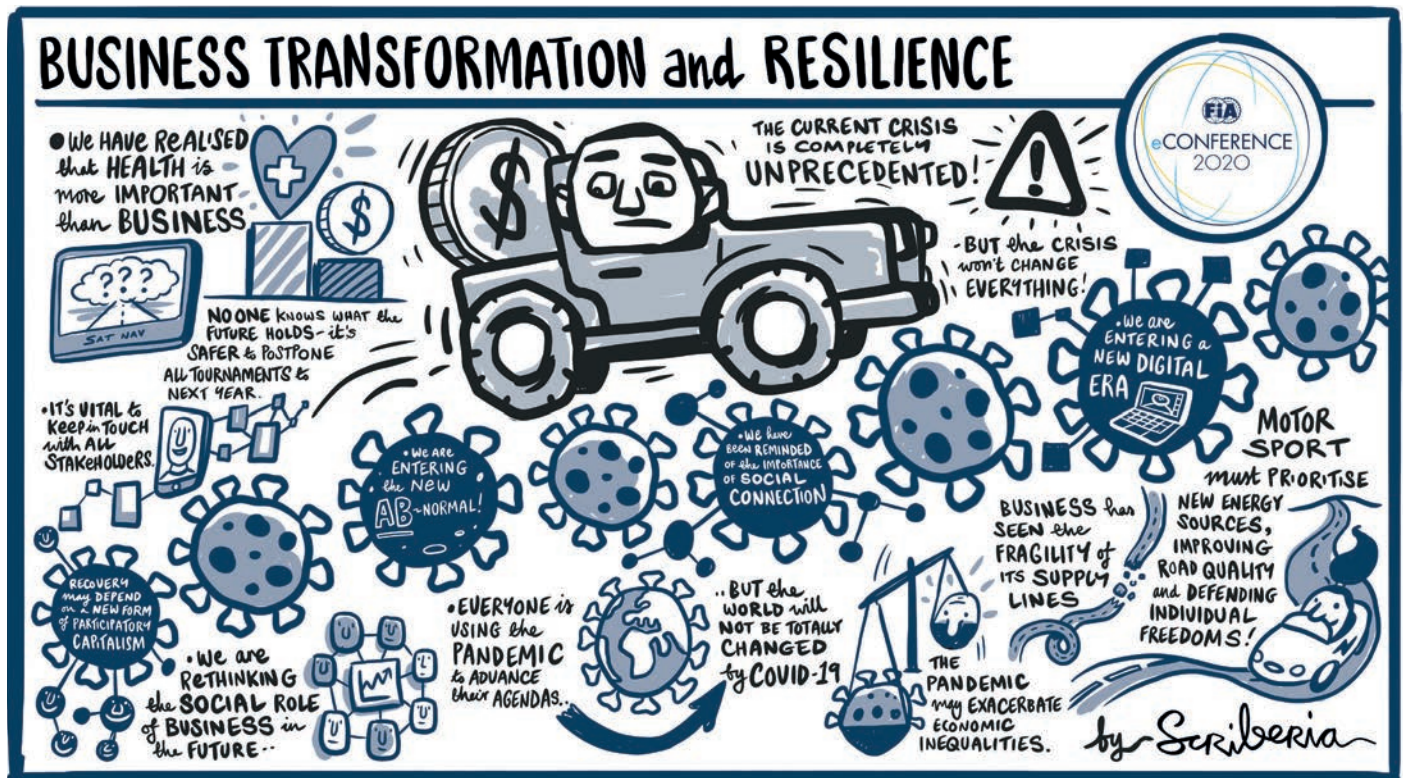 BUSINESS TRANSFORMATION and RESILIENCE
FIA
eCONFERENCE
2020
• WE HAVE REALISED
that HEALTH is
more IMPORTANT
than BUSINESS
$
$
THE CURRENT CRISIS
IS COMPLETELY
UNPRECEDENTED!
!
- BUT the CRISIS
won't CHANGE
EVERYTHING!
???
SAT NAV
NO ONE KNOWS WHAT the
FUTURE HOLDS - it's
SAFER to POSTPONE
ALL TOURNAMENTS to
NEXT YEAR.
• IT'S VITAL to
KEEP in TOUCH
with ALL
STAKEHOLDERS.
• WE ARE
ENTERING
the NEW
AB-NORMAL!
• We have
BEEN REMINDED
of the IMPORTANCE
OF SOCIAL
CONNECTION
• We are
ENTERING a
NEW DIGITAL
ERA
MOTOR
SPORT
must PRIORITISE
NEW ENERGY
SOURCES,
IMPROVING
ROAD QUALITY
and DEFENDING
INDIVIDUAL
FREEDOMS!
BUSINESS has
SEEN the
FRAGILITY of
ITS SUPPLY
LINES
RECOVERY
may DEPEND
on a NEW FORM
of PARTICIPATORY
CAPITALISM
• We are
RETHINKING
the SOCIAL ROLE
of BUSINESS in
the FUTURE..
• EVERYONE is
USING the
PANDEMIC
to ADVANCE
their AGENDAS..
..BUT the
WORLD will
NOT BE TOTALLY
CHANGED
by COVID-19
THE
PANDEMIC
may EXACERBATE
ECONOMIC
INEQUALITIES.
by Scriberia